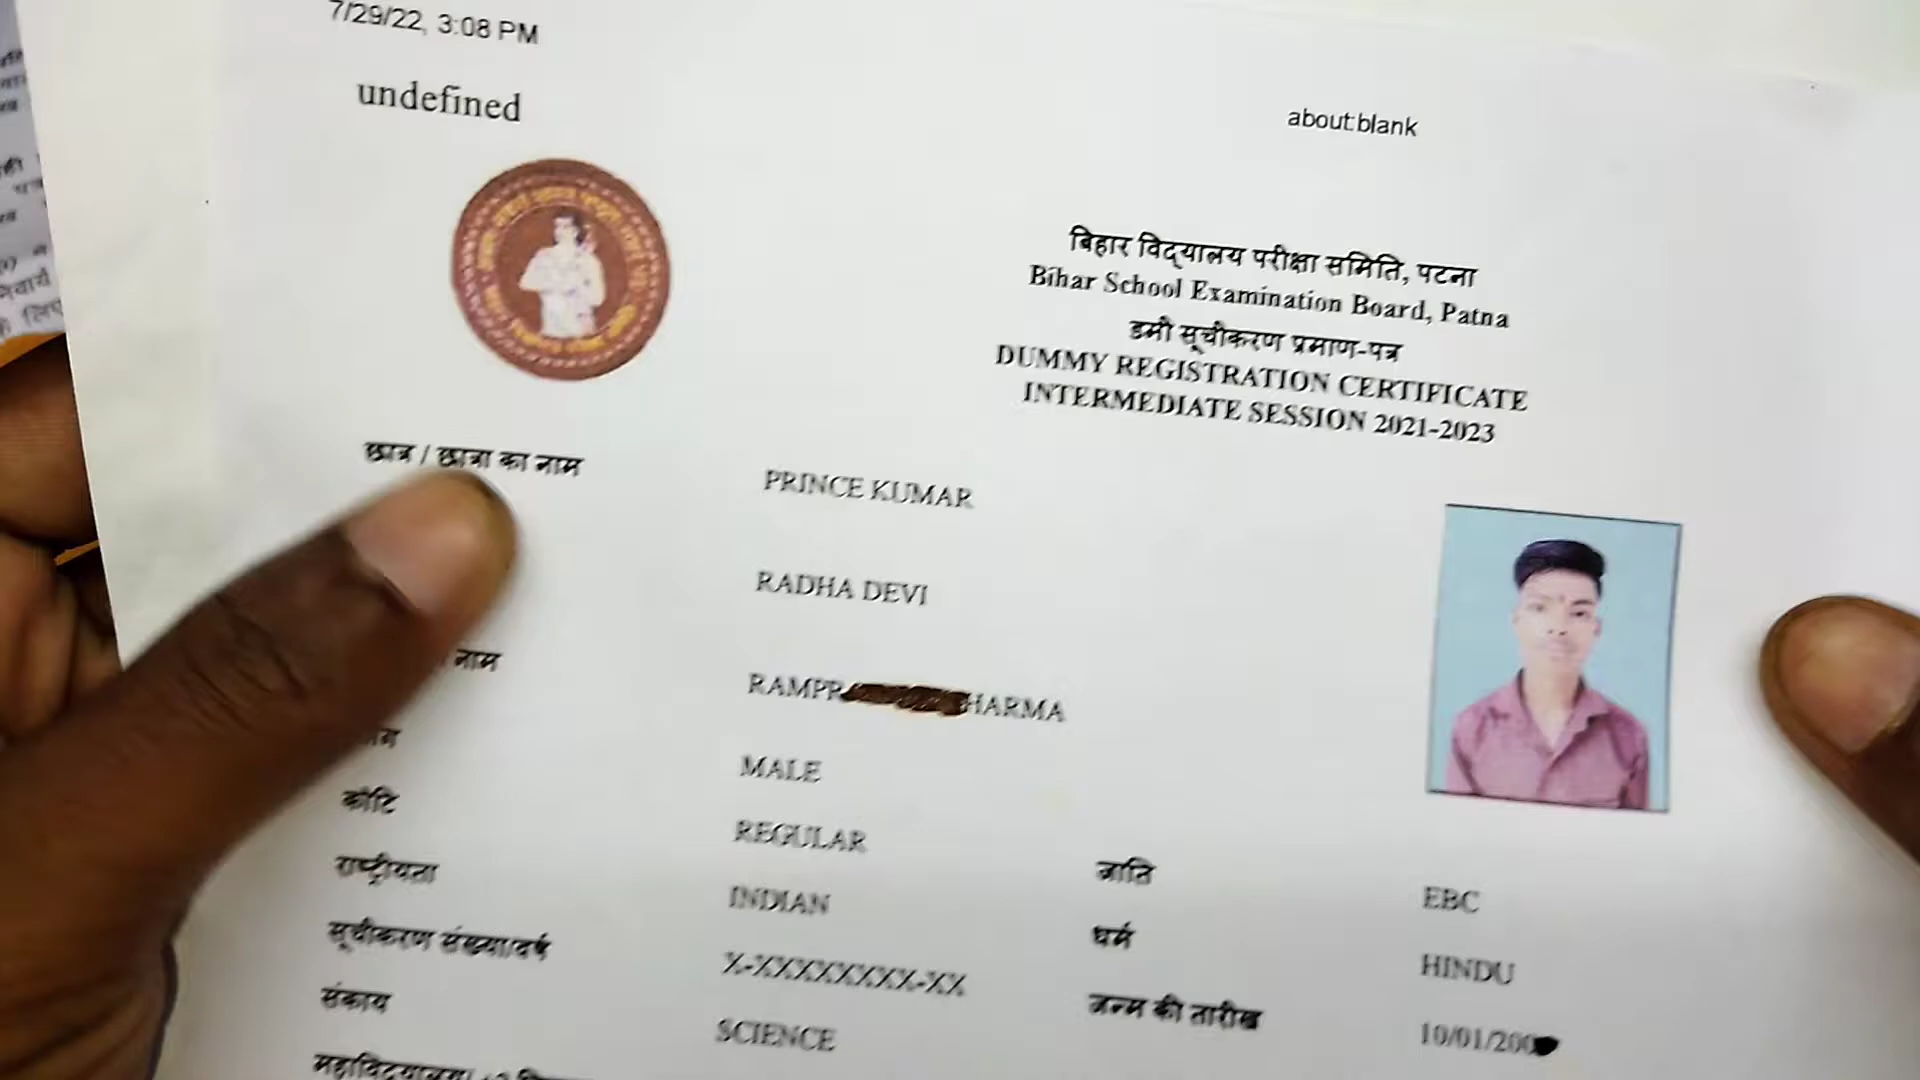 7/29/22, 3:08 PM
about:blank
undefined
बिहार विद्यालय परीक्षा समिति, पटना
Bihar School Examination Board, Patna
डमी सूचीकरण प्रमाण-पत्र
DUMMY REGISTRATION CERTIFICATE
INTERMEDIATE SESSION 2021-2023
छात्र / छात्रा का नाम PRINCE KUMAR
RADHA DEVI
नाम RAMPR HARMA
MALE
कोटि REGULAR जाति EBC
राष्ट्रीयता INDIAN धर्म HINDU
सूचीकरण संख्या/वर्ष X-XXXXXXXX-XX जन्म की तारीख 10/01/200
संकाय SCIENCE